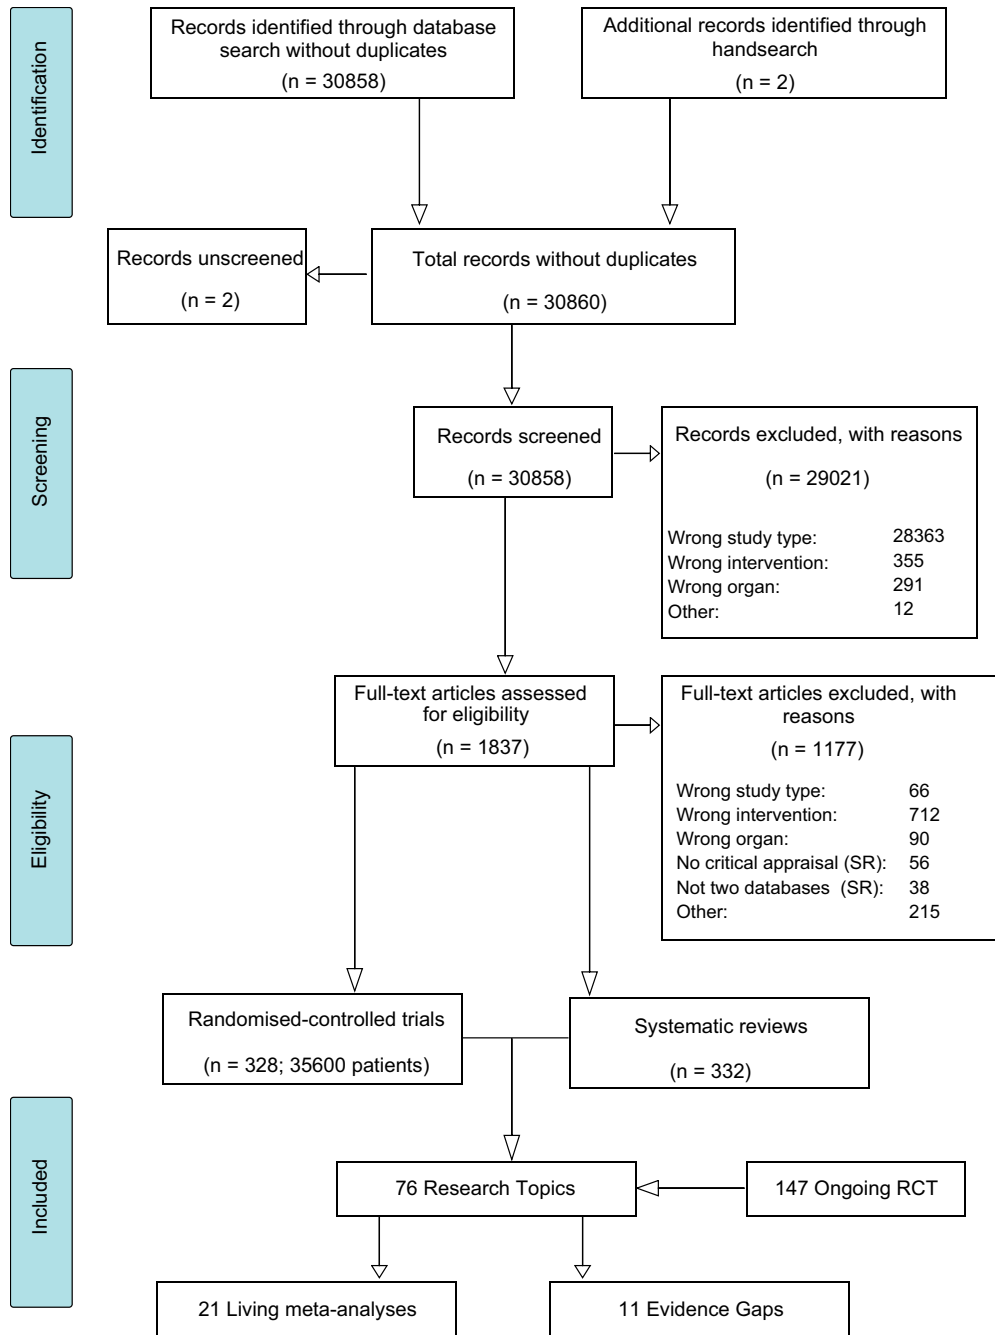 Identification
Records identified through database
search without duplicates
(n = 30858)
Additional records identified through
handsearch
(n = 2)
Records unscreened
(n = 2)
Total records without duplicates
(n = 30860)
Screening
Records screened
(n = 30858)
Records excluded, with reasons
(n = 29021)
Wrong study type: 28363
Wrong intervention: 355
Wrong organ: 291
Other: 12
Eligibility
Full-text articles assessed
for eligibility
(n = 1837)
Full-text articles excluded, with
reasons
(n = 1177)
Wrong study type: 66
Wrong intervention: 712
Wrong organ: 90
No critical appraisal (SR): 56
Not two databases (SR): 38
Other: 215
Randomised-controlled trials
(n = 328; 35600 patients)
Systematic reviews
(n = 332)
Included
76 Research Topics
147 Ongoing RCT
21 Living meta-analyses
11 Evidence Gaps